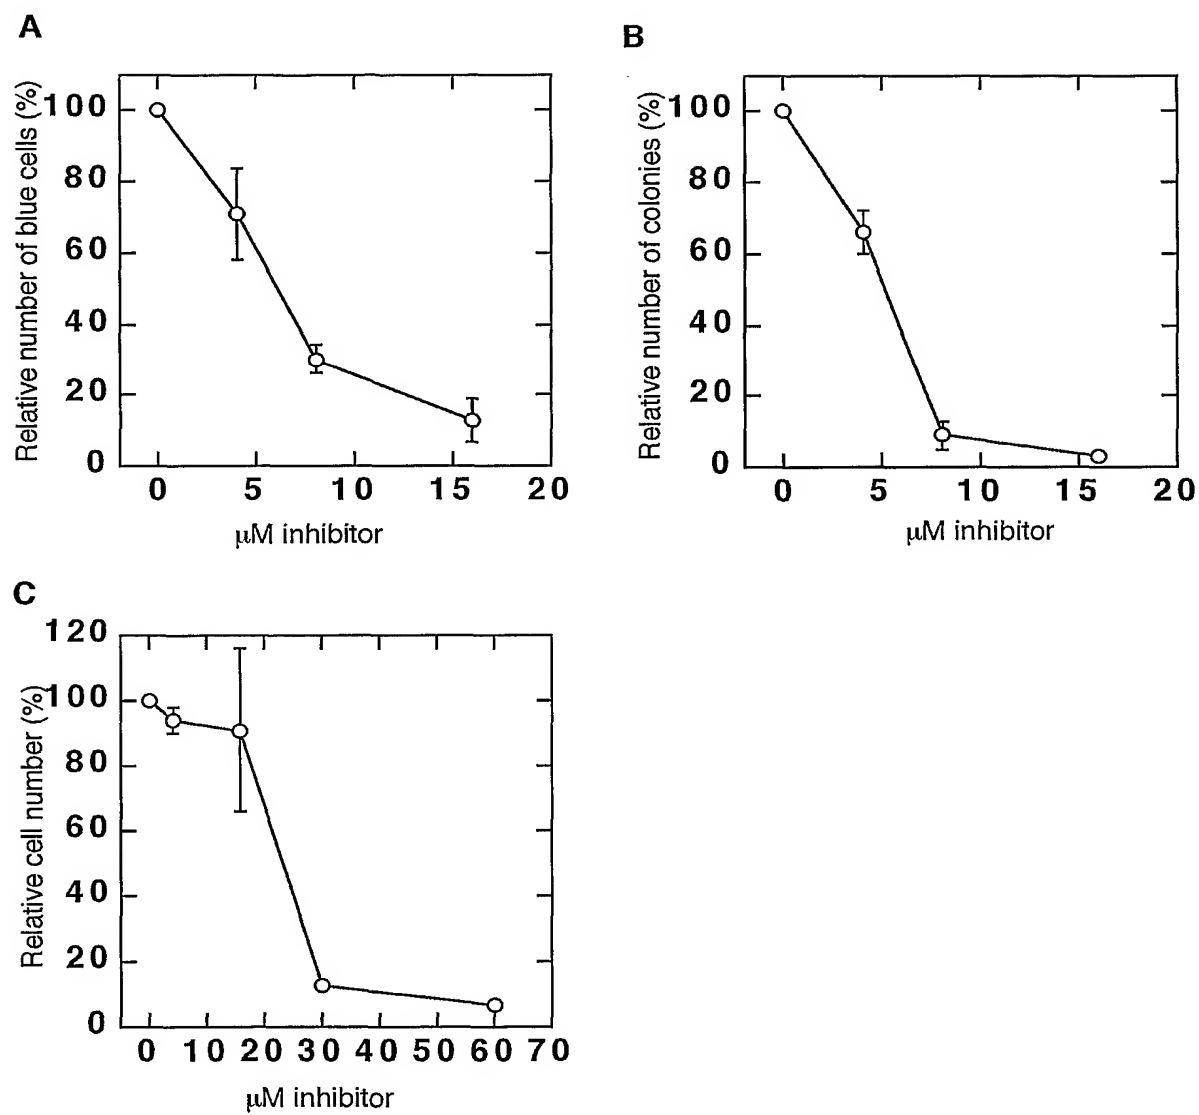 A
Relative number of blue cells (%)
100
80
60
40
20
0
0 5 10 15 20
μM inhibitor
B
Relative number of colonies (%)
100
80
60
40
20
0
0 5 10 15 20
μM inhibitor
C
Relative cell number (%)
120
100
80
60
40
20
0
0 10 20 30 40 50 60 70
μM inhibitor